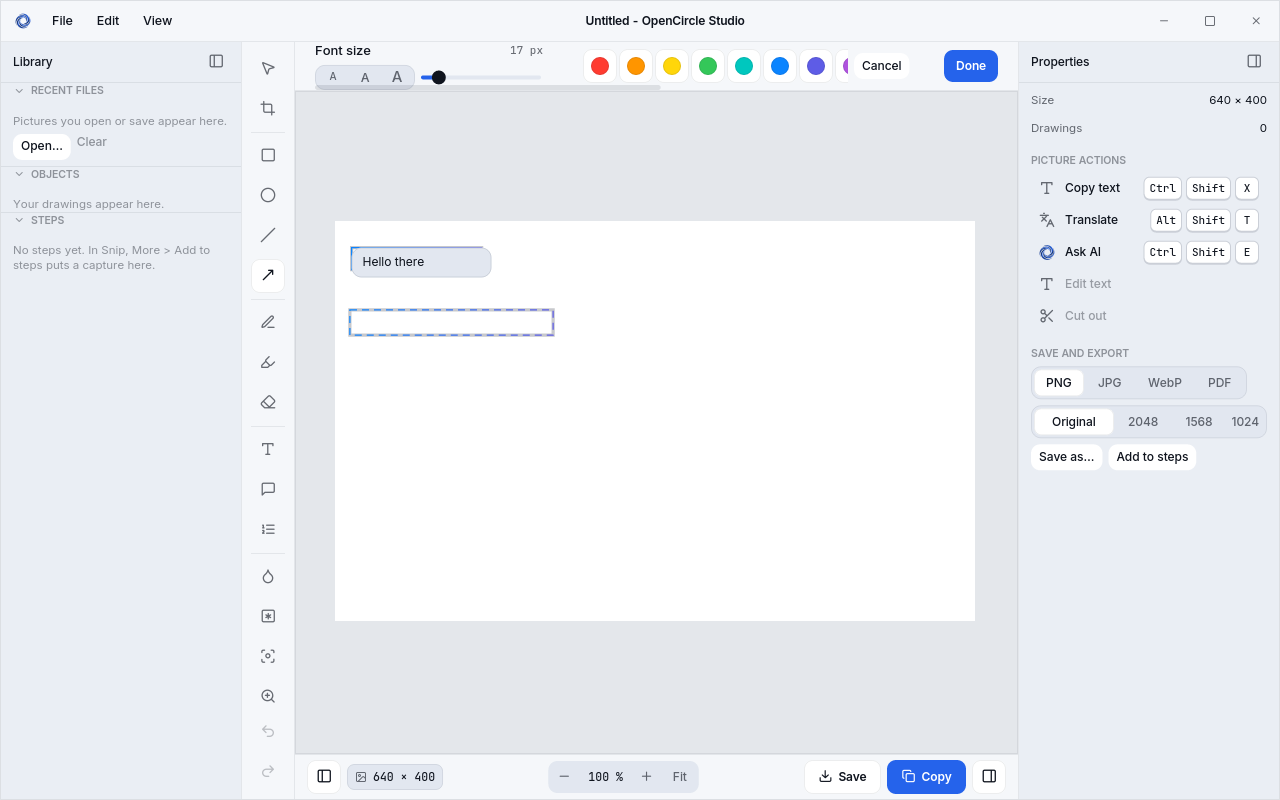 File Edit View
Untitled - OpenCircle Studio
Library
RECENT FILES
Pictures you open or save appear here.
Open... Clear
OBJECTS
Your drawings appear here.
STEPS
No steps yet. In Snip, More > Add to
steps puts a capture here.
Font size 17 px
A A A
Cancel Done
Hello there
640 × 400
100 % Fit
Save Copy
Properties
Size 640 × 400
Drawings 0
PICTURE ACTIONS
Copy text Ctrl Shift X
Translate Alt Shift T
Ask AI Ctrl Shift E
Edit text
Cut out
SAVE AND EXPORT
PNG JPG WebP PDF
Original 2048 1568 1024
Save as... Add to steps